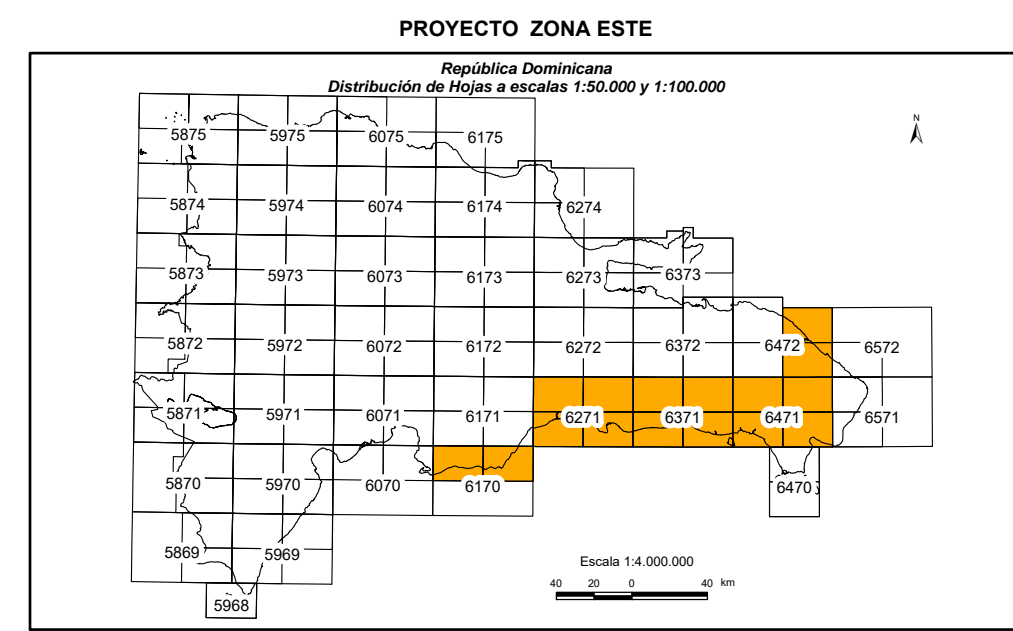 PROYECTO ZONA ESTE
República Dominicana
Distribución de Hojas a escalas 1:50.000 y 1:100.000
N
5875 5975 6075 6175
5874 5974 6074 6174 6274
5873 5973 6073 6173 6273 6373
5872 5972 6072 6172 6272 6372 6472 6572
5871 5971 6071 6171 6271 6371 6471 6571
5870 5970 6070 6170 6470
5869 5969
Escala 1:4.000.000
40 20 0 40 km
5968